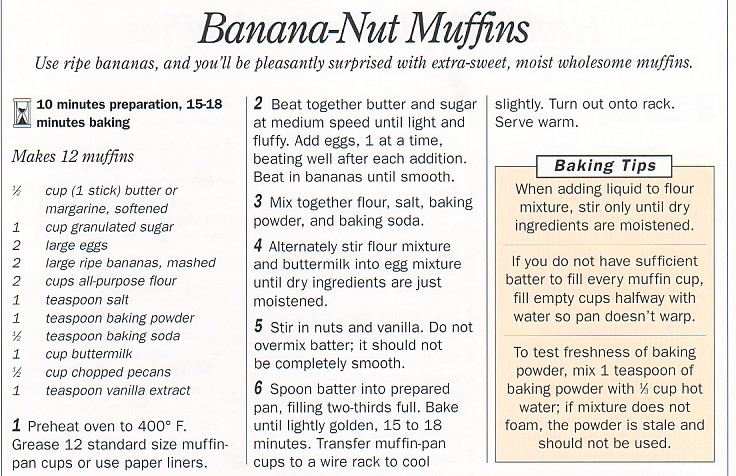 Banana-Nut Muffins
Use ripe bananas, and you'll be pleasantly surprised with extra-sweet, moist wholesome muffins.
10 minutes preparation, 15-18
minutes baking
Makes 12 muffins
½ cup (1 stick) butter or
margarine, softened
1 cup granulated sugar
2 large eggs
2 large ripe bananas, mashed
2 cups all-purpose flour
1 teaspoon salt
1 teaspoon baking powder
½ teaspoon baking soda
1 cup buttermilk
½ cup chopped pecans
1 teaspoon vanilla extract
1 Preheat oven to 400° F.
Grease 12 standard size muffin-
pan cups or use paper liners.
2 Beat together butter and sugar
at medium speed until light and
fluffy. Add eggs, 1 at a time,
beating well after each addition.
Beat in bananas until smooth.
3 Mix together flour, salt, baking
powder, and baking soda.
4 Alternately stir flour mixture
and buttermilk into egg mixture
until dry ingredients are just
moistened.
5 Stir in nuts and vanilla. Do not
overmix batter; it should not
be completely smooth.
6 Spoon batter into prepared
pan, filling two-thirds full. Bake
until lightly golden, 15 to 18
minutes. Transfer muffin-pan
cups to a wire rack to cool
slightly. Turn out onto rack.
Serve warm.
Baking Tips
When adding liquid to flour
mixture, stir only until dry
ingredients are moistened.
If you do not have sufficient
batter to fill every muffin cup,
fill empty cups halfway with
water so pan doesn't warp.
To test freshness of baking
powder, mix 1 teaspoon of
baking powder with ⅓ cup hot
water; if mixture does not
foam, the powder is stale and
should not be used.